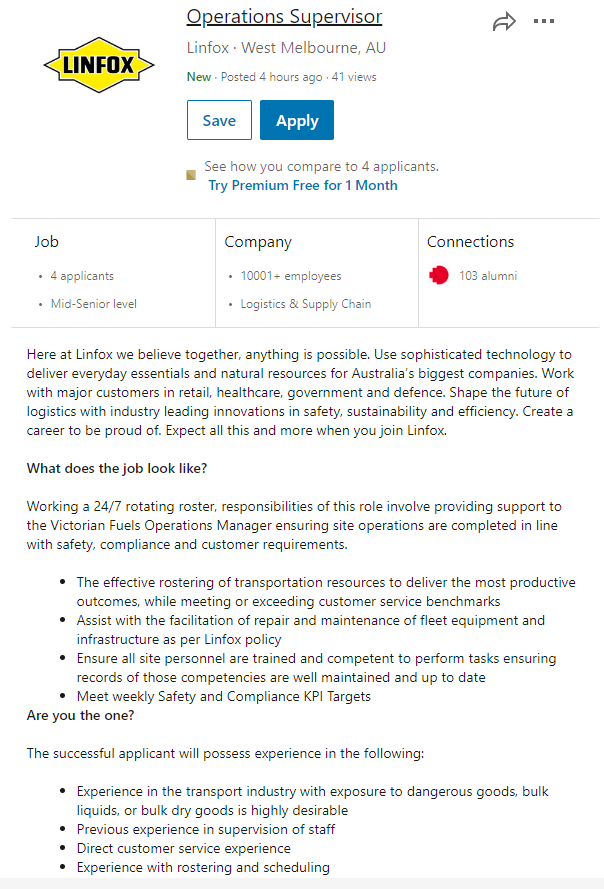 Operations Supervisor
LINFOX
Linfox · West Melbourne, AU
New · Posted 4 hours ago · 41 views
Save
Apply
See how you compare to 4 applicants.
Try Premium Free for 1 Month
Job
• 4 applicants
• Mid-Senior level
Company
• 10001+ employees
• Logistics & Supply Chain
Connections
103 alumni
Here at Linfox we believe together, anything is possible. Use sophisticated technology to
deliver everyday essentials and natural resources for Australia's biggest companies. Work
with major customers in retail, healthcare, government and defence. Shape the future of
logistics with industry leading innovations in safety, sustainability and efficiency. Create a
career to be proud of. Expect all this and more when you join Linfox.
What does the job look like?
Working a 24/7 rotating roster, responsibilities of this role involve providing support to
the Victorian Fuels Operations Manager ensuring site operations are completed in line
with safety, compliance and customer requirements.
• The effective rostering of transportation resources to deliver the most productive
outcomes, while meeting or exceeding customer service benchmarks
• Assist with the facilitation of repair and maintenance of fleet equipment and
infrastructure as per Linfox policy
• Ensure all site personnel are trained and competent to perform tasks ensuring
records of those competencies are well maintained and up to date
• Meet weekly Safety and Compliance KPI Targets
Are you the one?
The successful applicant will possess experience in the following:
• Experience in the transport industry with exposure to dangerous goods, bulk
liquids, or bulk dry goods is highly desirable
• Previous experience in supervision of staff
• Direct customer service experience
• Experience with rostering and scheduling